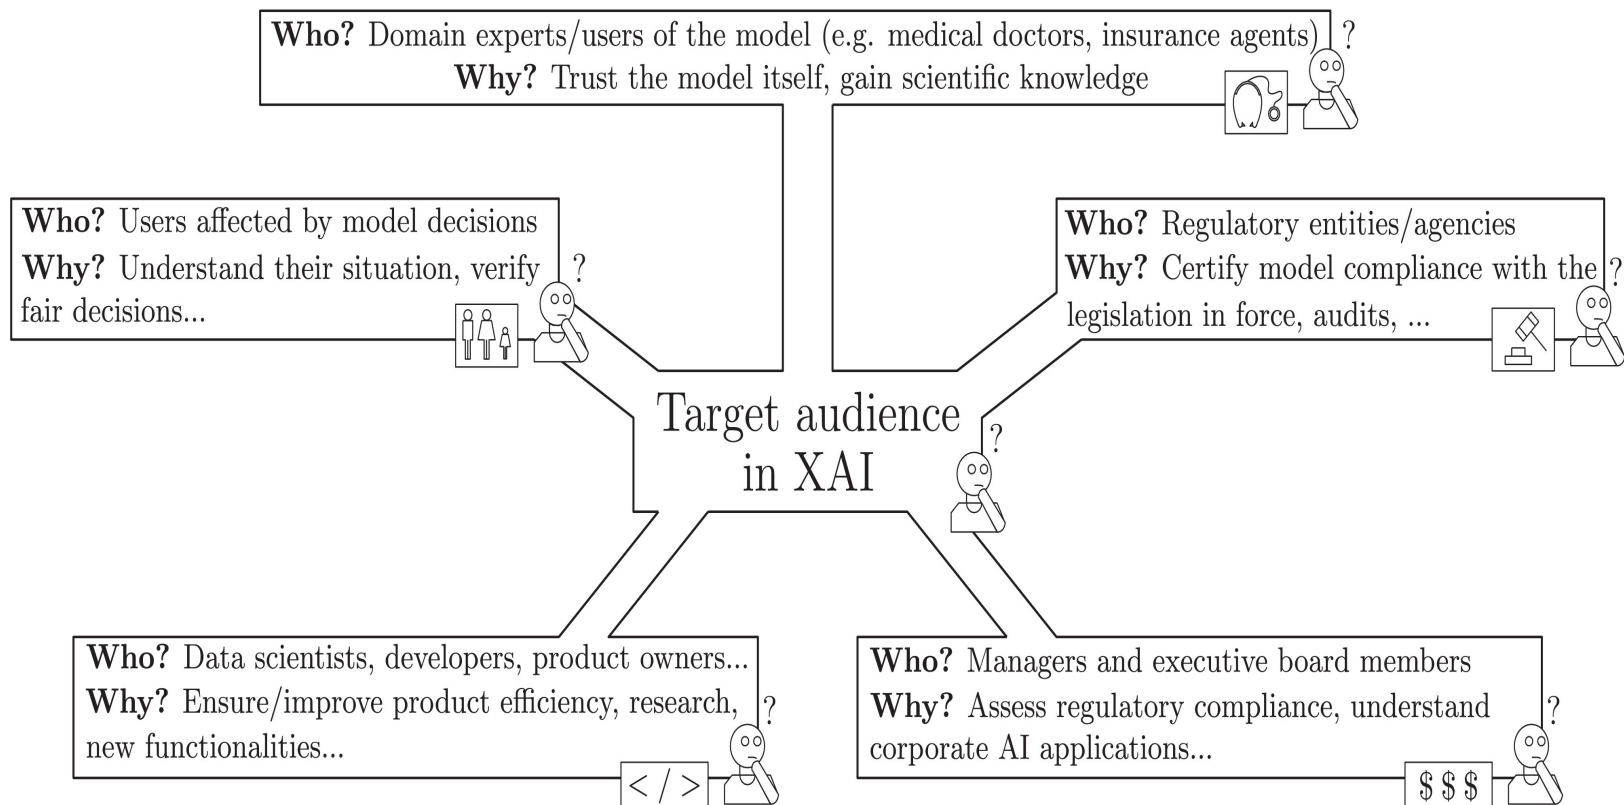 Who? Domain experts/users of the model (e.g. medical doctors, insurance agents)
?
Why? Trust the model itself, gain scientific knowledge
Who? Users affected by model decisions
Why? Understand their situation, verify
?
fair decisions...
Who? Regulatory entities/agencies
Why? Certify model compliance with the
?
legislation in force, audits, ...
Target audience
in XAI
?
Who? Data scientists, developers, product owners...
Why? Ensure/improve product efficiency, research,
?
new functionalities...
< / >
Who? Managers and executive board members
Why? Assess regulatory compliance, understand
?
corporate AI applications...
$ $ $